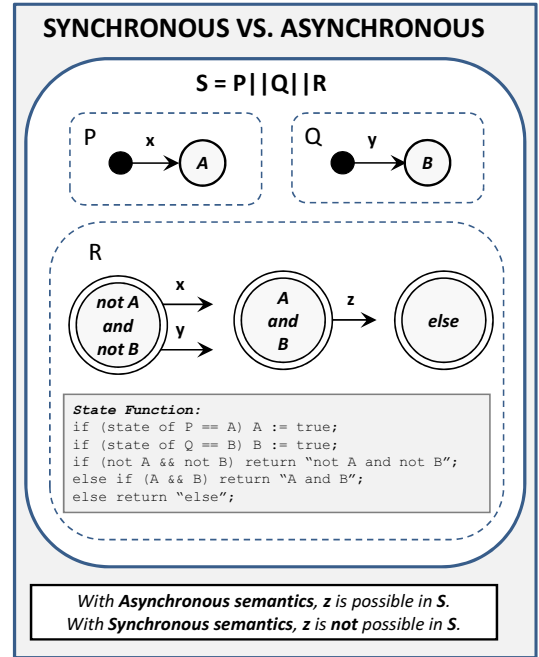 SYNCHRONOUS VS. ASYNCHRONOUS
S = P||Q||R
P
x
A
Q
y
B
R
not A
and
not B
x
y
A
and
B
z
else
State Function:
if (state of P == A) A := true;
if (state of Q == B) B := true;
if (not A && not B) return “not A and not B”;
else if (A && B) return “A and B”;
else return “else”;
With Asynchronous semantics, z is possible in S.
With Synchronous semantics, z is not possible in S.